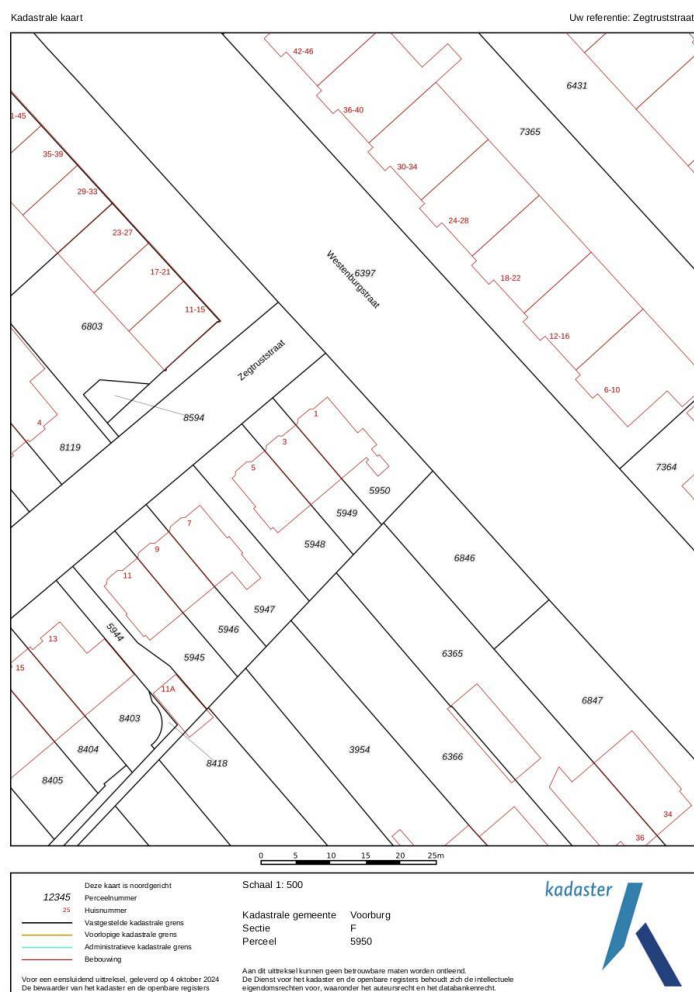 Kadastrale kaart
Uw referentie: Zegtruststraat
42-46
6431
36-40
7365
1-45
35-39
30-34
29-33
24-28
23-27
Westenburgstraat
6397
17-21
18-22
11-15
6803
12-16
Zegtruststraat
6-10
8594
1
4
3
8119
5
7364
5950
5949
7
5948
9
6846
11
5947
5944
5946
13
5945
6365
15
11A
6847
8403
8404
3954
6366
8418
8405
34
36
0 5 10 15 20 25m
Deze kaart is noordgericht
12345 Perceelnummer
25 Huisnummer
Vastgestelde kadastrale grens
Voorlopige kadastrale grens
Administratieve kadastrale grens
Bebouwing
Voor een eensluidend uittreksel, geleverd op 4 oktober 2024
De bewaarder van het kadaster en de openbare registers
Schaal 1: 500
Kadastrale gemeente Voorburg
Sectie F
Perceel 5950
Aan dit uittreksel kunnen geen betrouwbare maten worden ontleend.
De Dienst voor het kadaster en de openbare registers behoudt zich de intellectuele
eigendomsrechten voor, waaronder het auteursrecht en het databankenrecht.
kadaster